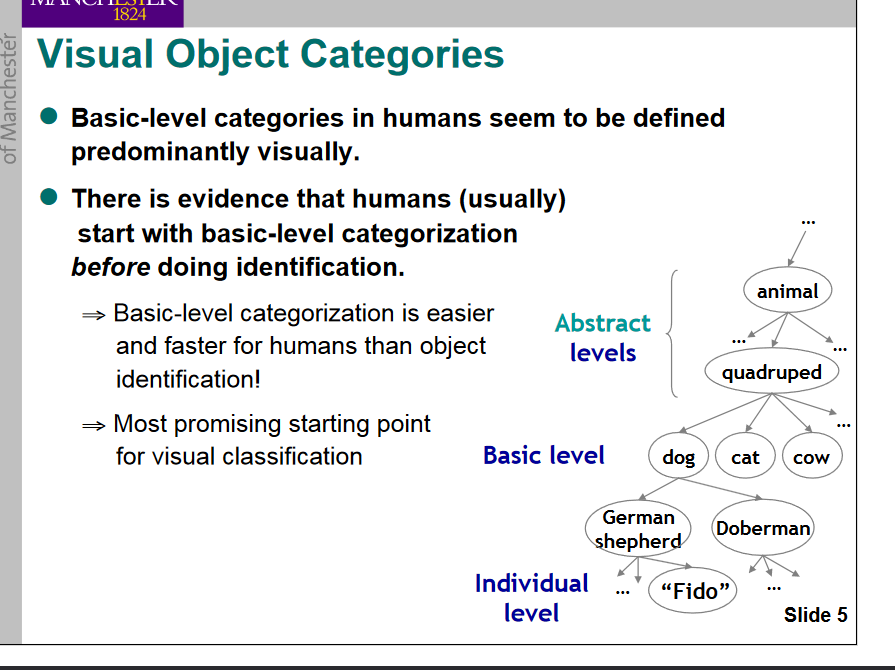 MANCHESTER
1824
of Manchester
Visual Object Categories
Basic-level categories in humans seem to be defined
predominantly visually.
There is evidence that humans (usually)
start with basic-level categorization
before doing identification.
⇒ Basic-level categorization is easier
and faster for humans than object
identification!
⇒ Most promising starting point
for visual classification
...
animal
Abstract
levels
... ...
quadruped
...
Basic level
dog cat cow
German
shepherd
Doberman
Individual
level
... “Fido” ...
Slide 5